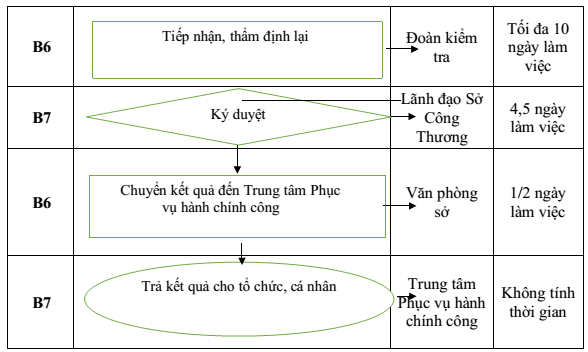 B6
Tiếp nhận, thẩm định lại
Đoàn kiểm
tra
Tối đa 10
ngày làm
việc
B7
Ký duyệt
Lãnh đạo Sở
Công
Thương
4,5 ngày
làm việc
B6
Chuyển kết quả đến Trung tâm Phục
vụ hành chính công
Văn phòng
sở
1/2 ngày
làm việc
B7
Trả kết quả cho tổ chức, cá nhân
Trung tâm
Phục vụ hành
chính công
Không tính
thời gian